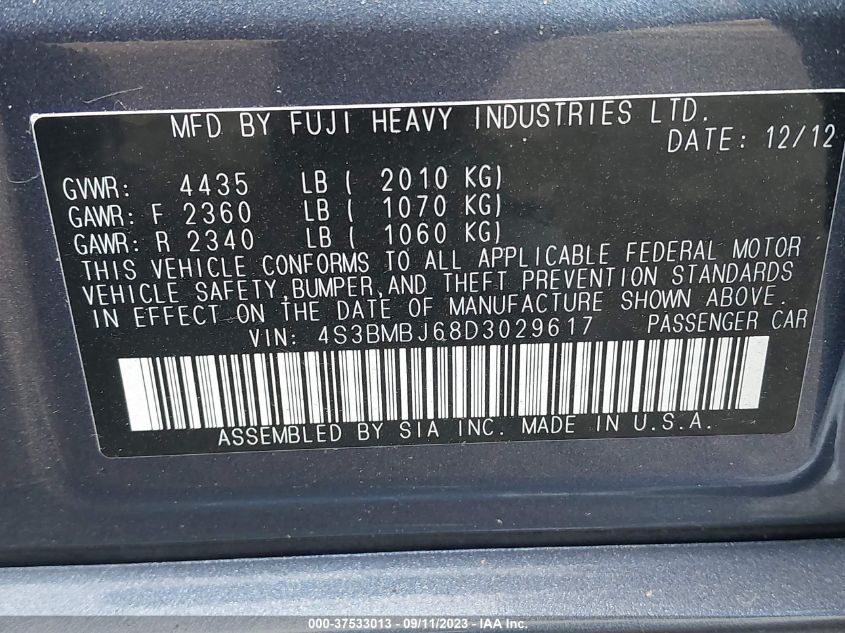 MFD BY FUJI HEAVY INDUSTRIES LTD.
DATE: 12/12
GVWR: 4435 LB ( 2010 KG)
GAWR: F 2360 LB ( 1070 KG)
GAWR: R 2340 LB ( 1060 KG)
THIS VEHICLE CONFORMS TO ALL APPLICABLE FEDERAL MOTOR
VEHICLE SAFETY, BUMPER, AND THEFT PREVENTION STANDARDS
IN EFFECT ON THE DATE OF MANUFACTURE SHOWN ABOVE.
VIN: 4S3BMBJ68D3029617 PASSENGER CAR
ASSEMBLED BY SIA INC. MADE IN U.S.A.
000-37533013 - 09/11/2023 - IAA Inc.